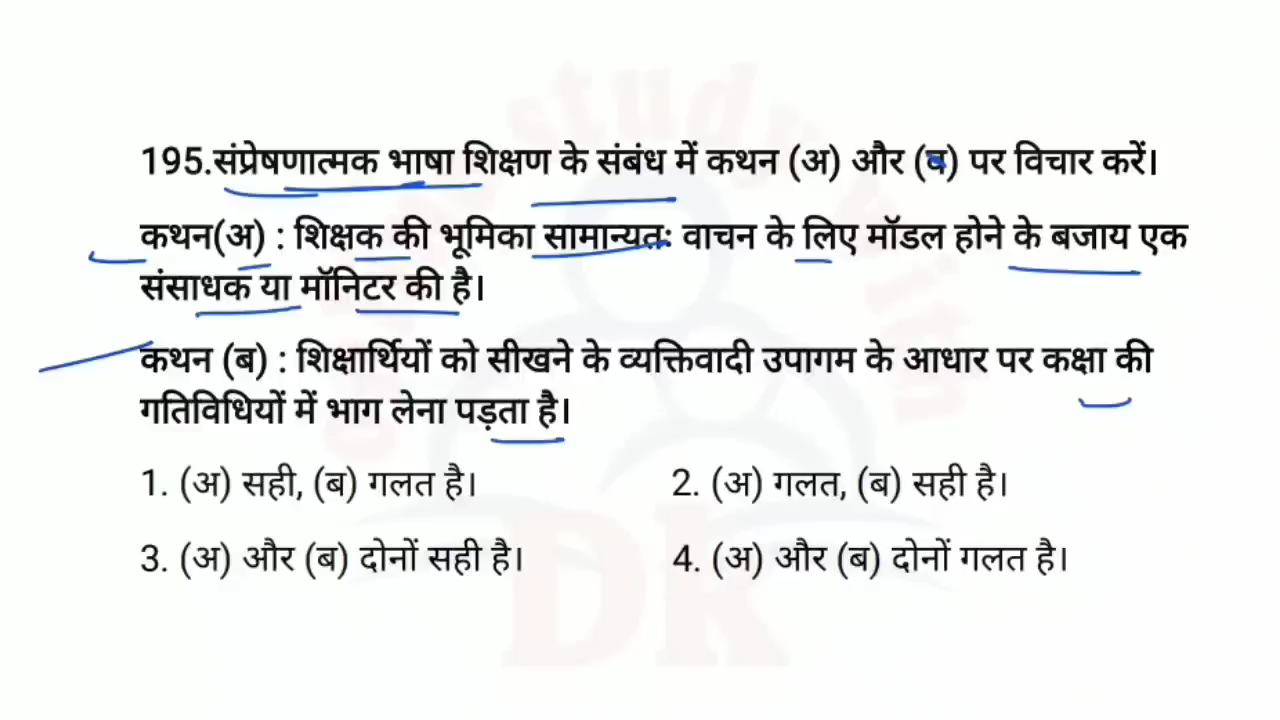 195.संप्रेषणात्मक भाषा शिक्षण के संबंध में कथन (अ) और (ब) पर विचार करें।
कथन(अ) : शिक्षक की भूमिका सामान्यतः वाचन के लिए मॉडल होने के बजाय एक
संसाधक या मॉनिटर की है।
कथन (ब) : शिक्षार्थियों को सीखने के व्यक्तिवादी उपागम के आधार पर कक्षा की
गतिविधियों में भाग लेना पड़ता है।
1. (अ) सही, (ब) गलत है।
2. (अ) गलत, (ब) सही है।
3. (अ) और (ब) दोनों सही है।
4. (अ) और (ब) दोनों गलत है।
DK